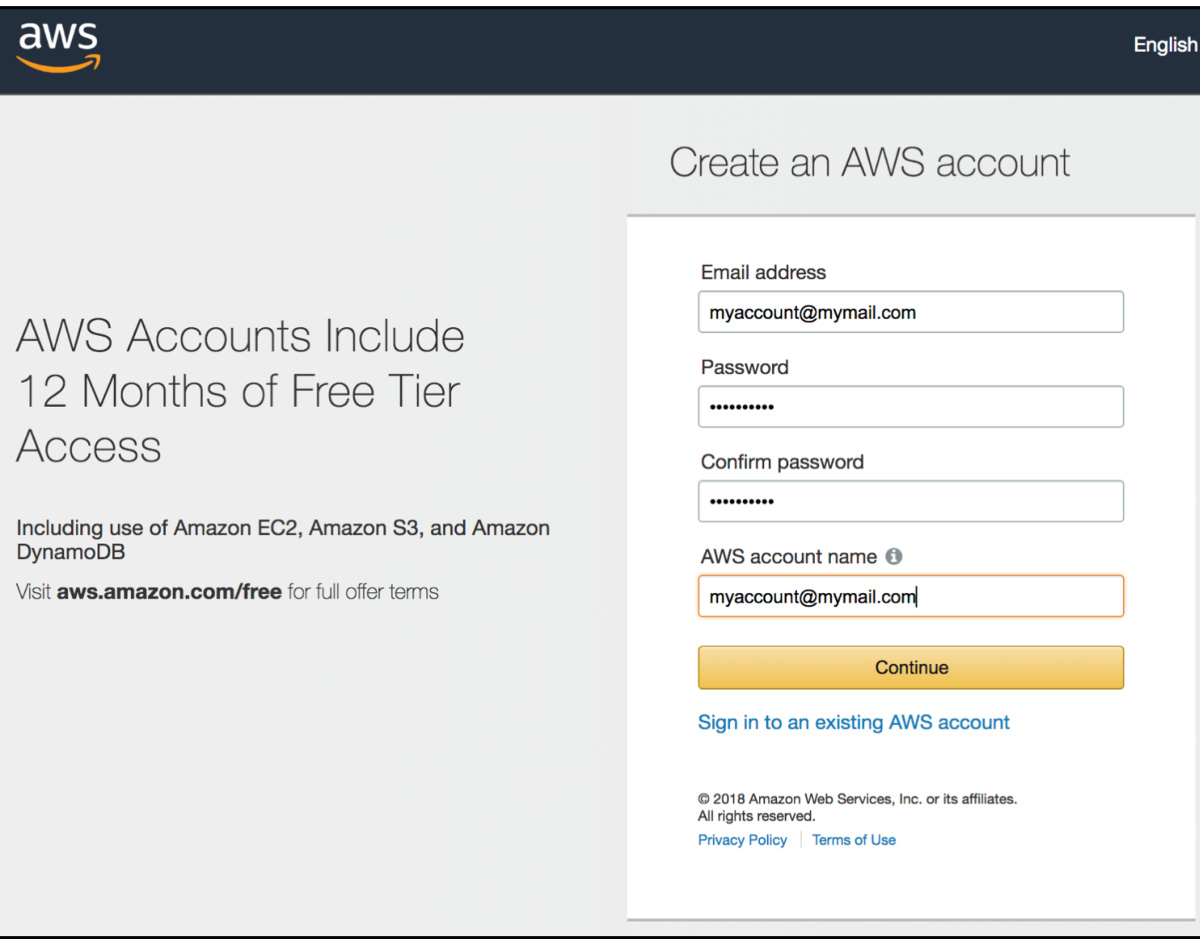 aws
English
Create an AWS account
AWS Accounts Include
12 Months of Free Tier
Access
Including use of Amazon EC2, Amazon S3, and Amazon
DynamoDB
Visit aws.amazon.com/free for full offer terms
Email address
myaccount@mymail.com
Password
••••••••••
Confirm password
••••••••••
AWS account name
myaccount@mymail.com
Continue
Sign in to an existing AWS account
© 2018 Amazon Web Services, Inc. or its affiliates.
All rights reserved.
Privacy Policy | Terms of Use